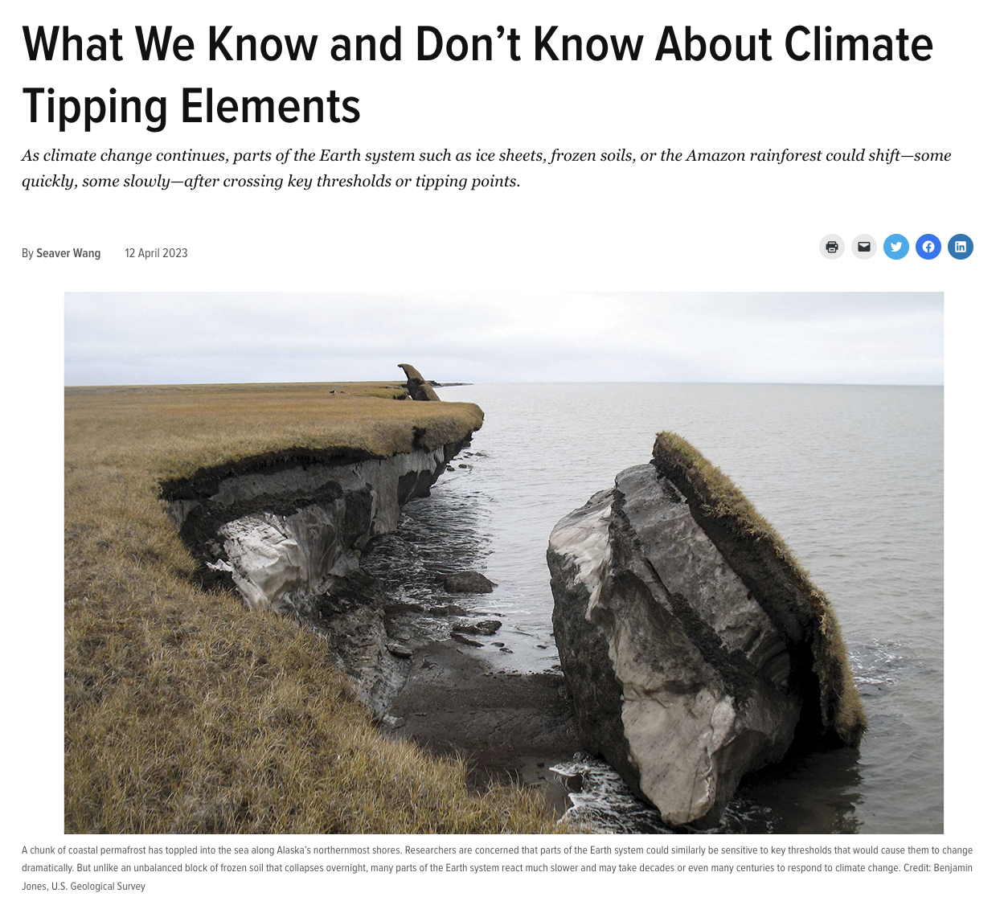 What We Know and Don’t Know About Climate
Tipping Elements
As climate change continues, parts of the Earth system such as ice sheets, frozen soils, or the Amazon rainforest could shift—some
quickly, some slowly—after crossing key thresholds or tipping points.
By Seaver Wang 12 April 2023
A chunk of coastal permafrost has toppled into the sea along Alaska’s northernmost shores. Researchers are concerned that parts of the Earth system could similarly be sensitive to key thresholds that would cause them to change
dramatically. But unlike an unbalanced block of frozen soil that collapses overnight, many parts of the Earth system react much slower and may take decades or even many centuries to respond to climate change. Credit: Benjamin
Jones, U.S. Geological Survey